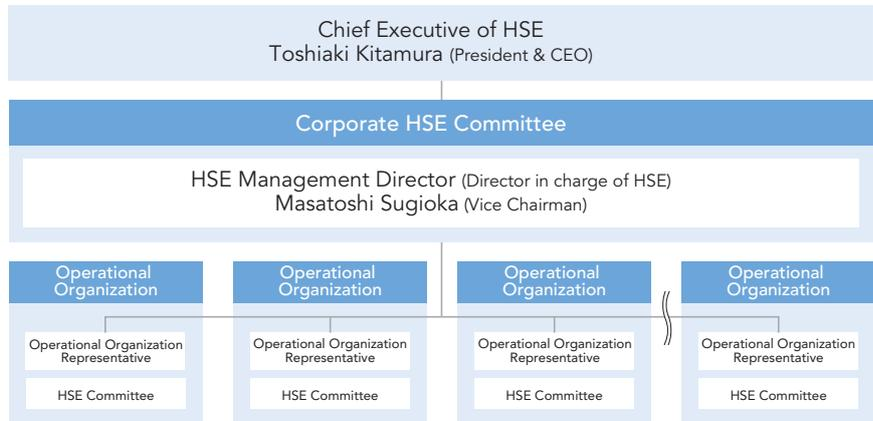 Chief Executive of HSE
Toshiaki Kitamura (President & CEO)
Corporate HSE Committee
HSE Management Director (Director in charge of HSE)
Masatoshi Sugioka (Vice Chairman)
Operational
Organization
Operational Organization
Representative
HSE Committee
Operational
Organization
Operational Organization
Representative
HSE Committee
Operational
Organization
Operational Organization
Representative
HSE Committee
Operational
Organization
Operational Organization
Representative
HSE Committee